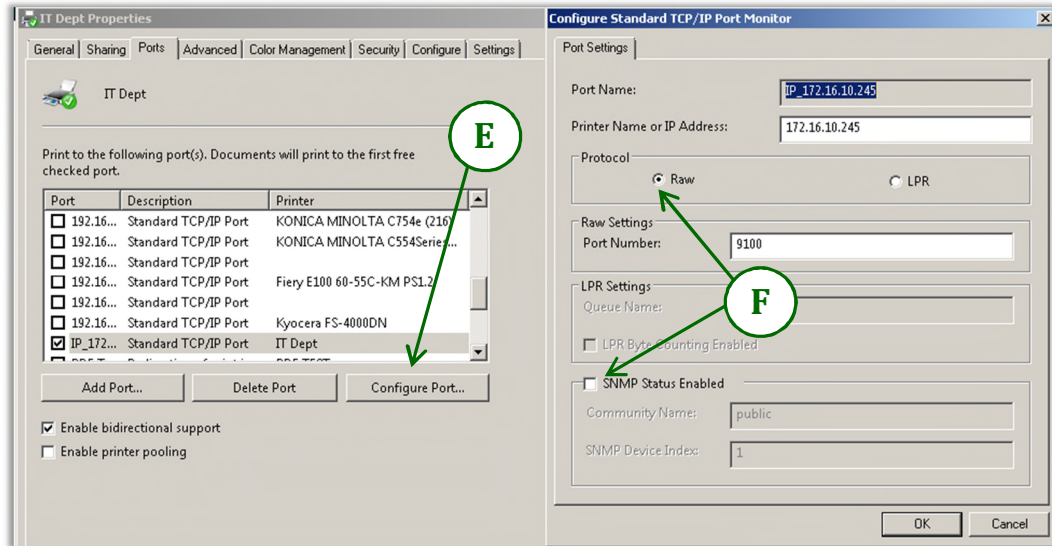 IT Dept Properties
General Sharing Ports Advanced Color Management Security Configure Settings
IT Dept
E
Print to the following port(s). Documents will print to the first free
checked port.
Port Description Printer
192.16... Standard TCP/IP Port KONICA MINOLTA C754e (216)
192.16... Standard TCP/IP Port KONICA MINOLTA C554Series...
192.16... Standard TCP/IP Port
192.16... Standard TCP/IP Port Fiery E100 60-55C-KM PS1.2
192.16... Standard TCP/IP Port
192.16... Standard TCP/IP Port Kyocera FS-4000DN
IP_172... Standard TCP/IP Port IT Dept
Add Port... Delete Port Configure Port...
Enable bidirectional support
Enable printer pooling
Configure Standard TCP/IP Port Monitor
Port Settings
Port Name: IP_172.16.10.245
Printer Name or IP Address: 172.16.10.245
Protocol
Raw LPR
Raw Settings
Port Number: 9100
LPR Settings
Queue Name:
F
LPR Byte Counting Enabled
SNMP Status Enabled
Community Name: public
SNMP Device Index: 1
OK Cancel